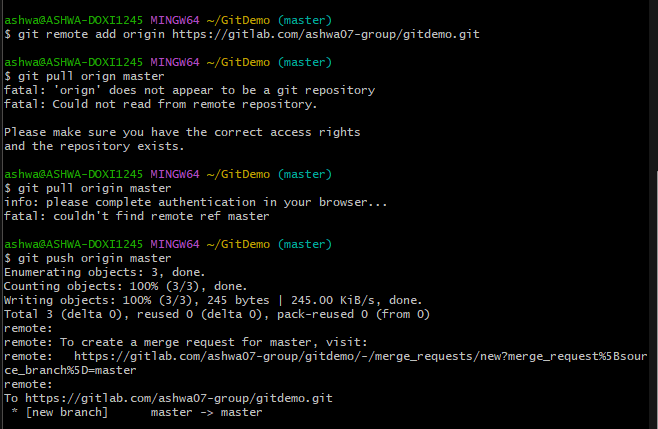 ashwa@ASHWA-DOXI1245 MINGW64 ~/GitDemo (master)
$ git remote add origin https://gitlab.com/ashwa07-group/gitdemo.git
ashwa@ASHWA-DOXI1245 MINGW64 ~/GitDemo (master)
$ git pull orign master
fatal: 'orign' does not appear to be a git repository
fatal: Could not read from remote repository.
Please make sure you have the correct access rights
and the repository exists.
ashwa@ASHWA-DOXI1245 MINGW64 ~/GitDemo (master)
$ git pull origin master
info: please complete authentication in your browser...
fatal: couldn't find remote ref master
ashwa@ASHWA-DOXI1245 MINGW64 ~/GitDemo (master)
$ git push origin master
Enumerating objects: 3, done.
Counting objects: 100% (3/3), done.
Writing objects: 100% (3/3), 245 bytes | 245.00 KiB/s, done.
Total 3 (delta 0), reused 0 (delta 0), pack-reused 0 (from 0)
remote:
remote: To create a merge request for master, visit:
remote:   https://gitlab.com/ashwa07-group/gitdemo/-/merge_requests/new?merge_request%5Bsour
ce_branch%5D=master
remote:
To https://gitlab.com/ashwa07-group/gitdemo.git
 * [new branch]      master -> master